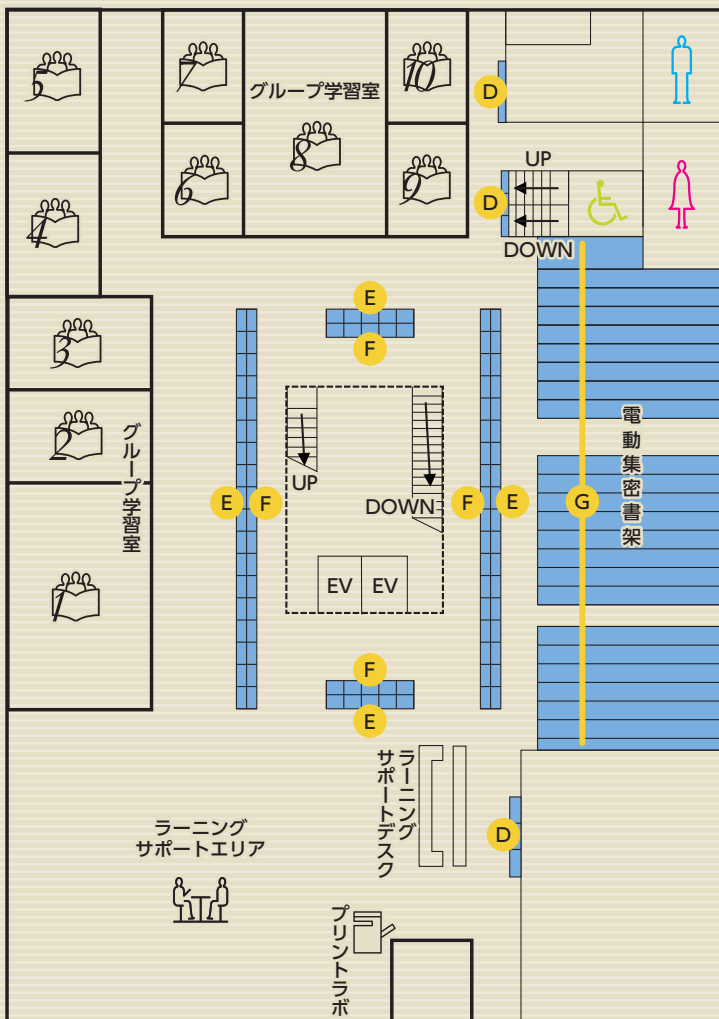 5
7
グループ学習室
10
D
8
4
6
9
UP
D
DOWN
E
F
3
2
グループ学習室
1
UP
DOWN
E
F
F
E
G
電動集密書架
EV
EV
F
E
ラーニング
サポートデスク
D
ラーニング
サポートエリア
プリントラボ